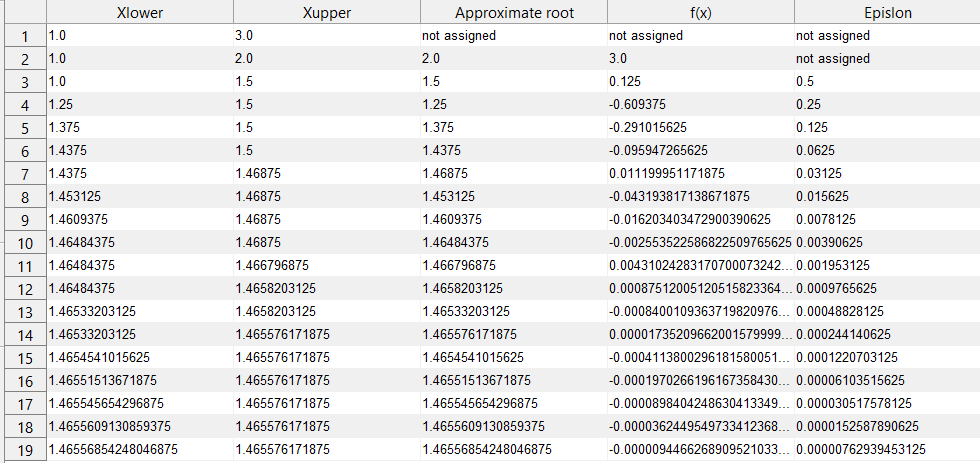 Xlower Xupper Approximate root f(x) Epislon
1 1.0 3.0 not assigned not assigned not assigned
2 1.0 2.0 2.0 3.0 not assigned
3 1.0 1.5 1.5 0.125 0.5
4 1.25 1.5 1.25 -0.609375 0.25
5 1.375 1.5 1.375 -0.291015625 0.125
6 1.4375 1.5 1.4375 -0.095947265625 0.0625
7 1.4375 1.46875 1.46875 0.011199951171875 0.03125
8 1.453125 1.46875 1.453125 -0.043193817138671875 0.015625
9 1.4609375 1.46875 1.4609375 -0.016203403472900390625 0.0078125
10 1.46484375 1.46875 1.46484375 -0.002553522586822509765625 0.00390625
11 1.46484375 1.466796875 1.466796875 0.00431024283170700073242... 0.001953125
12 1.46484375 1.4658203125 1.4658203125 0.00087512005120515823364... 0.0009765625
13 1.46533203125 1.4658203125 1.46533203125 -0.00084001093637198209​76... 0.00048828125
14 1.46533203125 1.465576171875 1.465576171875 0.00001735209662001579999... 0.000244140625
15 1.4654541015625 1.465576171875 1.4654541015625 -0.0004113800296181580051... 0.0001220703125
16 1.46551513671875 1.465576171875 1.46551513671875 -0.0001970266196167358430... 0.00006103515625
17 1.465545654296875 1.465576171875 1.465545654296875 -0.0000898404248630413349... 0.000030517578125
18 1.4655609130859375 1.465576171875 1.4655609130859375 -0.0000362449549733412368... 0.0000152587890625
19 1.46556854248046875 1.465576171875 1.46556854248046875 -0.0000094466268909521033... 0.00000762939453125